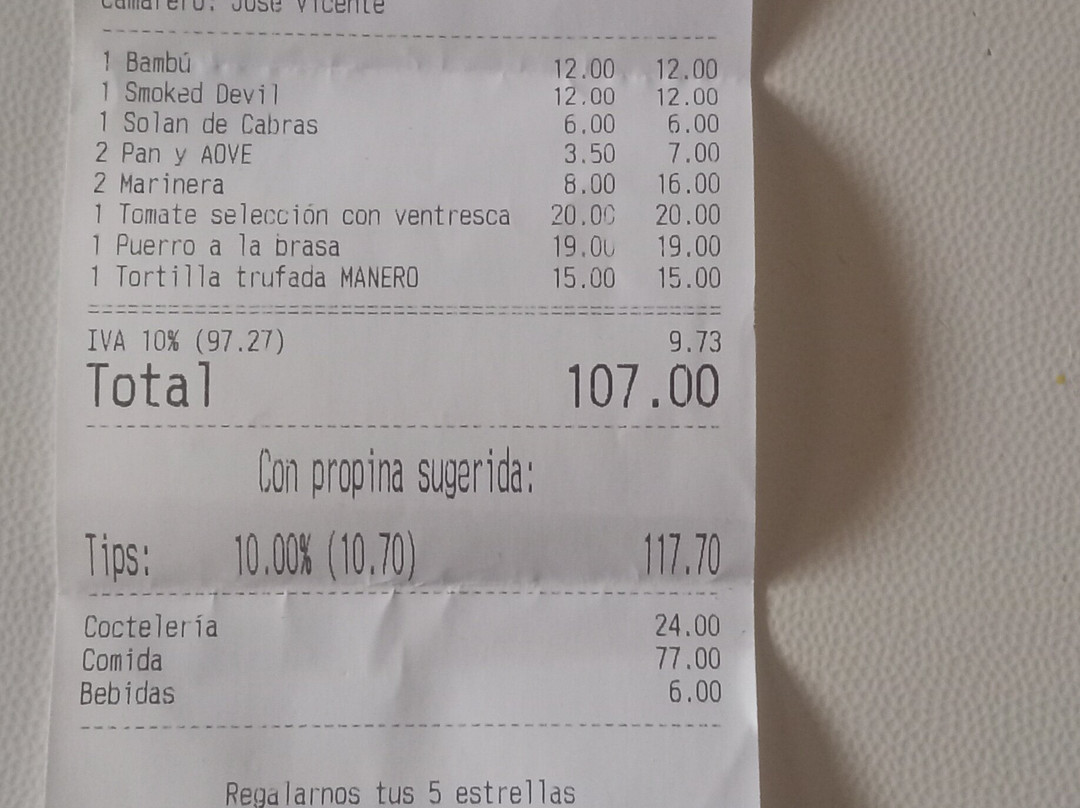 Camarero: José Vicente
1 Bambú 12.00 12.00
1 Smoked Devil 12.00 12.00
1 Solan de Cabras 6.00 6.00
2 Pan y AOVE 3.50 7.00
2 Marinera 8.00 16.00
1 Tomate selección con ventresca 20.00 20.00
1 Puerro a la brasa 19.00 19.00
1 Tortilla trufada MANERO 15.00 15.00
IVA 10% (97.27) 9.73
Total 107.00
Con propina sugerida:
Tips: 10.00% (10.70) 117.70
Coctelería 24.00
Comida 77.00
Bebidas 6.00
Regalarnos tus 5 estrellas